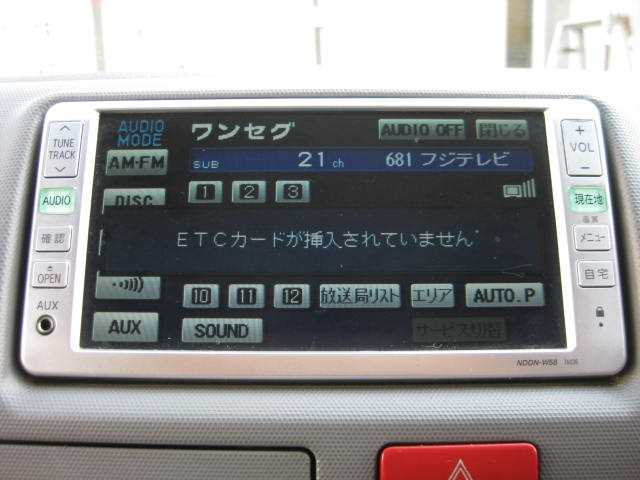 TUNE
TRACK
AUDIO
確認
OPEN
AUX
AUDIO
MODE
ワンセグ
AUDIO OFF
閉じる
AM-FM
SUB 21 ch 681 フジテレビ
DISC
1 2 3
ETCカードが挿入されていません
10 11 12 放送局リスト エリア AUTO.P
AUX
SOUND
サービス切替
+
VOL
−
現在地
画質
メニュー
自宅
NDDN-W58